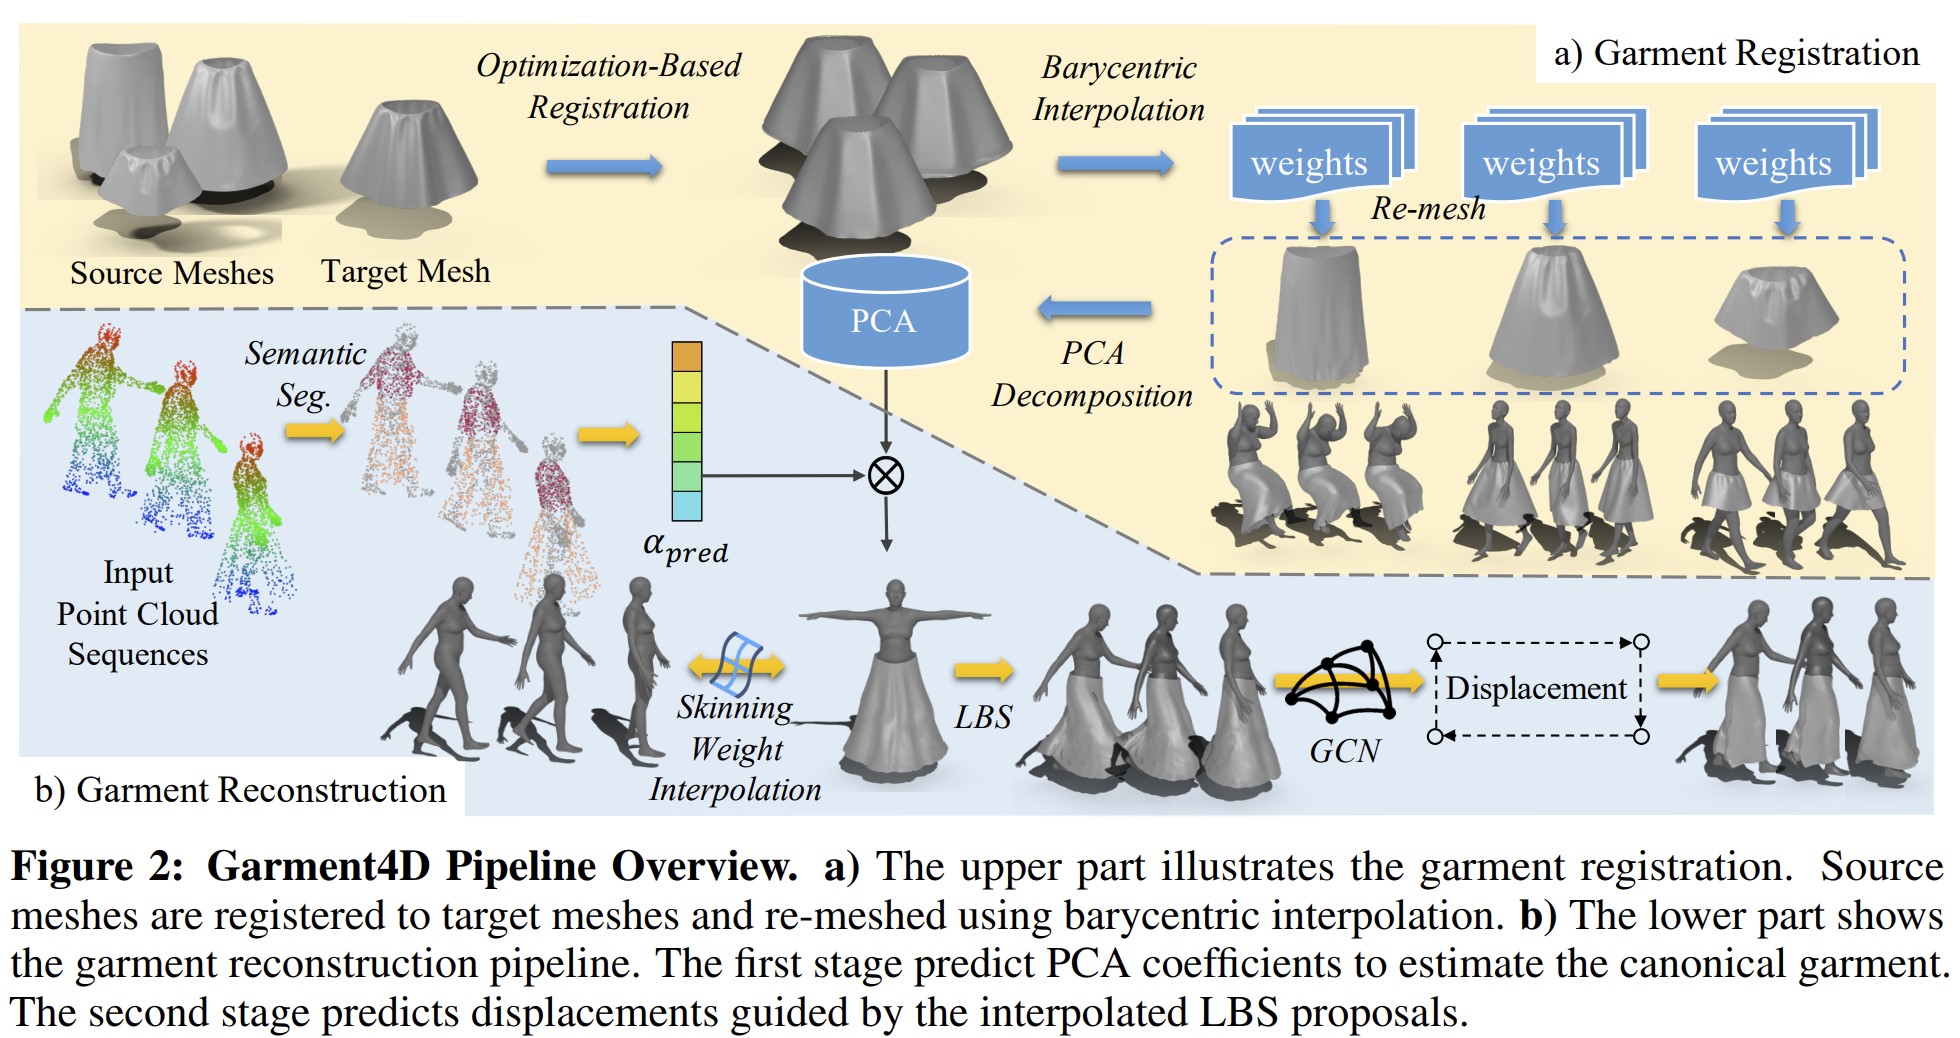 a) Garment Registration
Optimization-Based
Registration
Barycentric
Interpolation
weights
weights
weights
Re-mesh
Source Meshes
Target Mesh
PCA
PCA
Decomposition
Semantic
Seg.
αpred
Input
Point Cloud
Sequences
Skinning
Weight
Interpolation
LBS
GCN
Displacement
b) Garment Reconstruction
Figure 2: Garment4D Pipeline Overview. a) The upper part illustrates the garment registration. Source
meshes are registered to target meshes and re-meshed using barycentric interpolation. b) The lower part shows
the garment reconstruction pipeline. The first stage predict PCA coefficients to estimate the canonical garment.
The second stage predicts displacements guided by the interpolated LBS proposals.